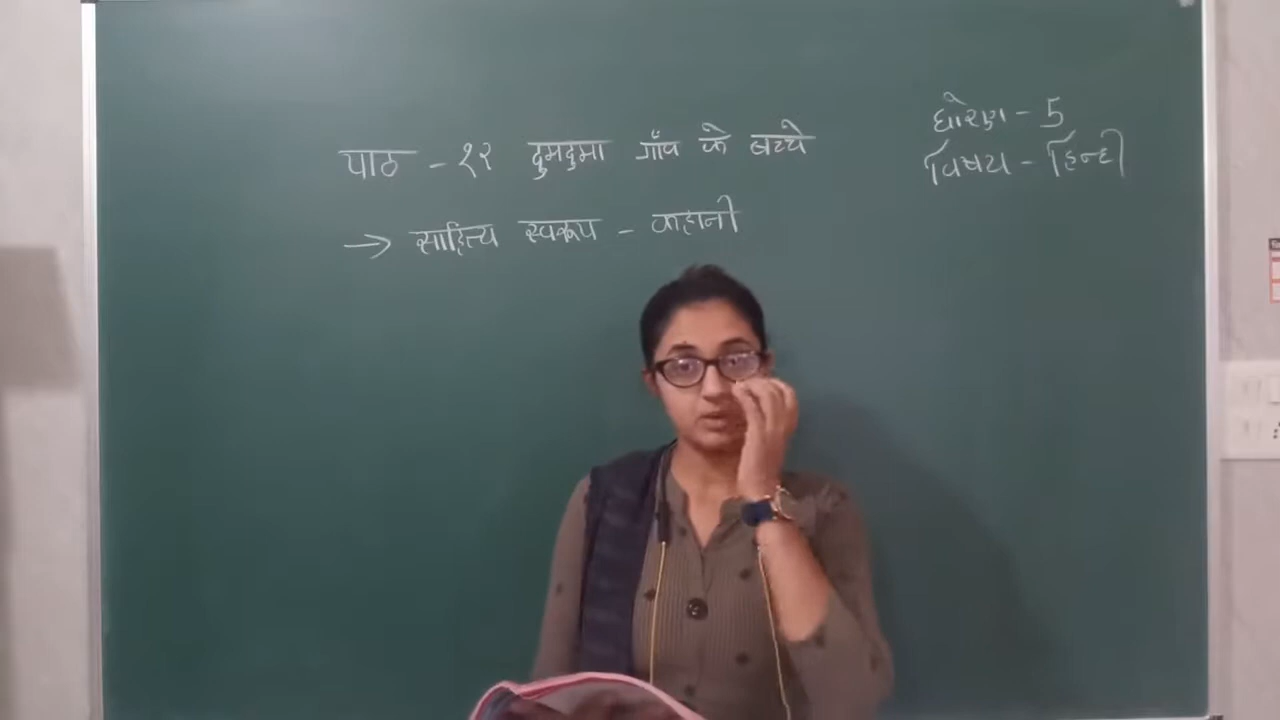 पाठ - १२ दुमदुमा गाँव के बच्चे
→ साहित्य स्वरूप - कहानी
धोरण - 5
विषय - हिन्दी